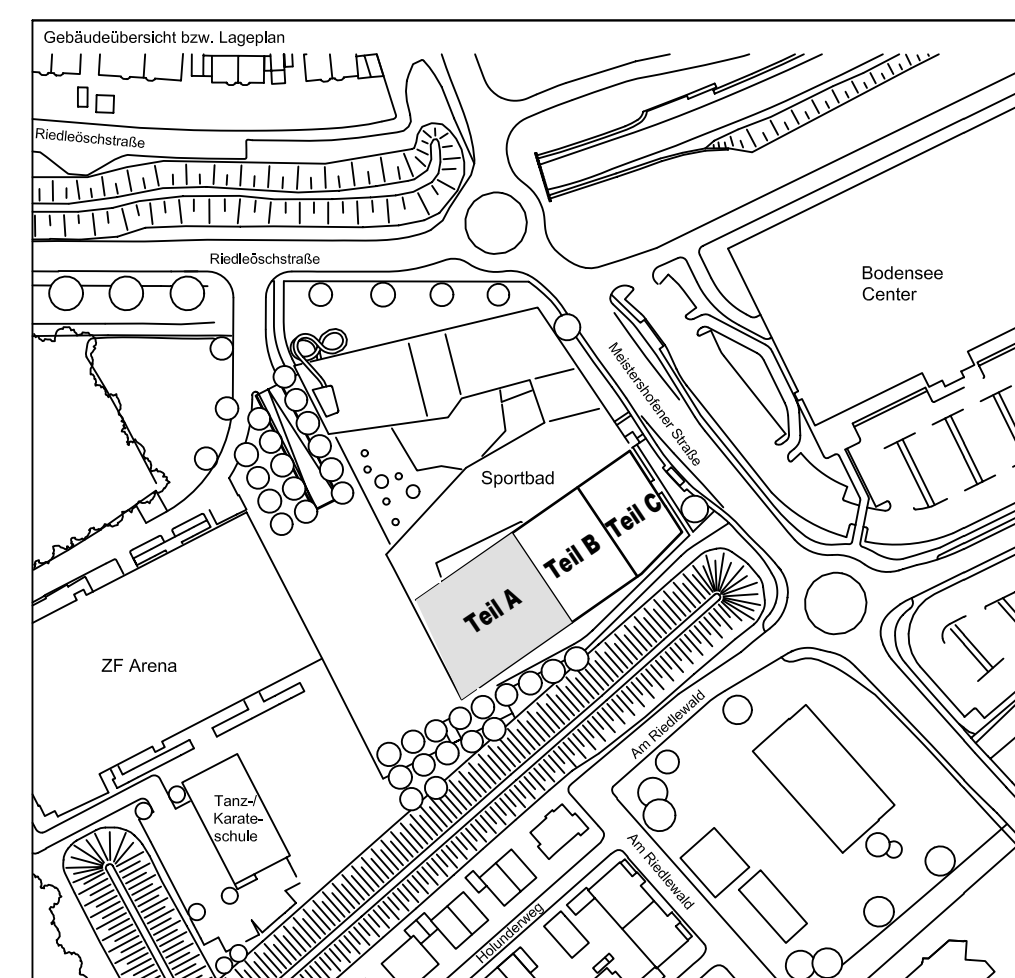 Gebäudeübersicht bzw. Lageplan
Riedleöschstraße
Riedleöschstraße
Bodensee
Center
Meistershofener Straße
Sportbad
Teil C
Teil B
Teil A
ZF Arena
Am Riedlewald
Tanz-/
Karate-
schule
Am Riedlewald
Holunderweg